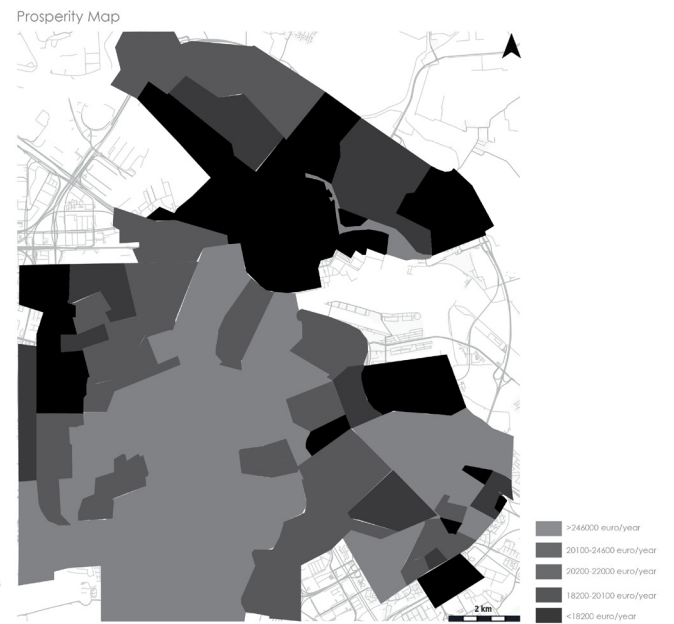 Prosperity Map
>246000 euro/year
20100-24600 euro/year
20200-22000 euro/year
18200-20100 euro/year
<18200 euro/year
2 km